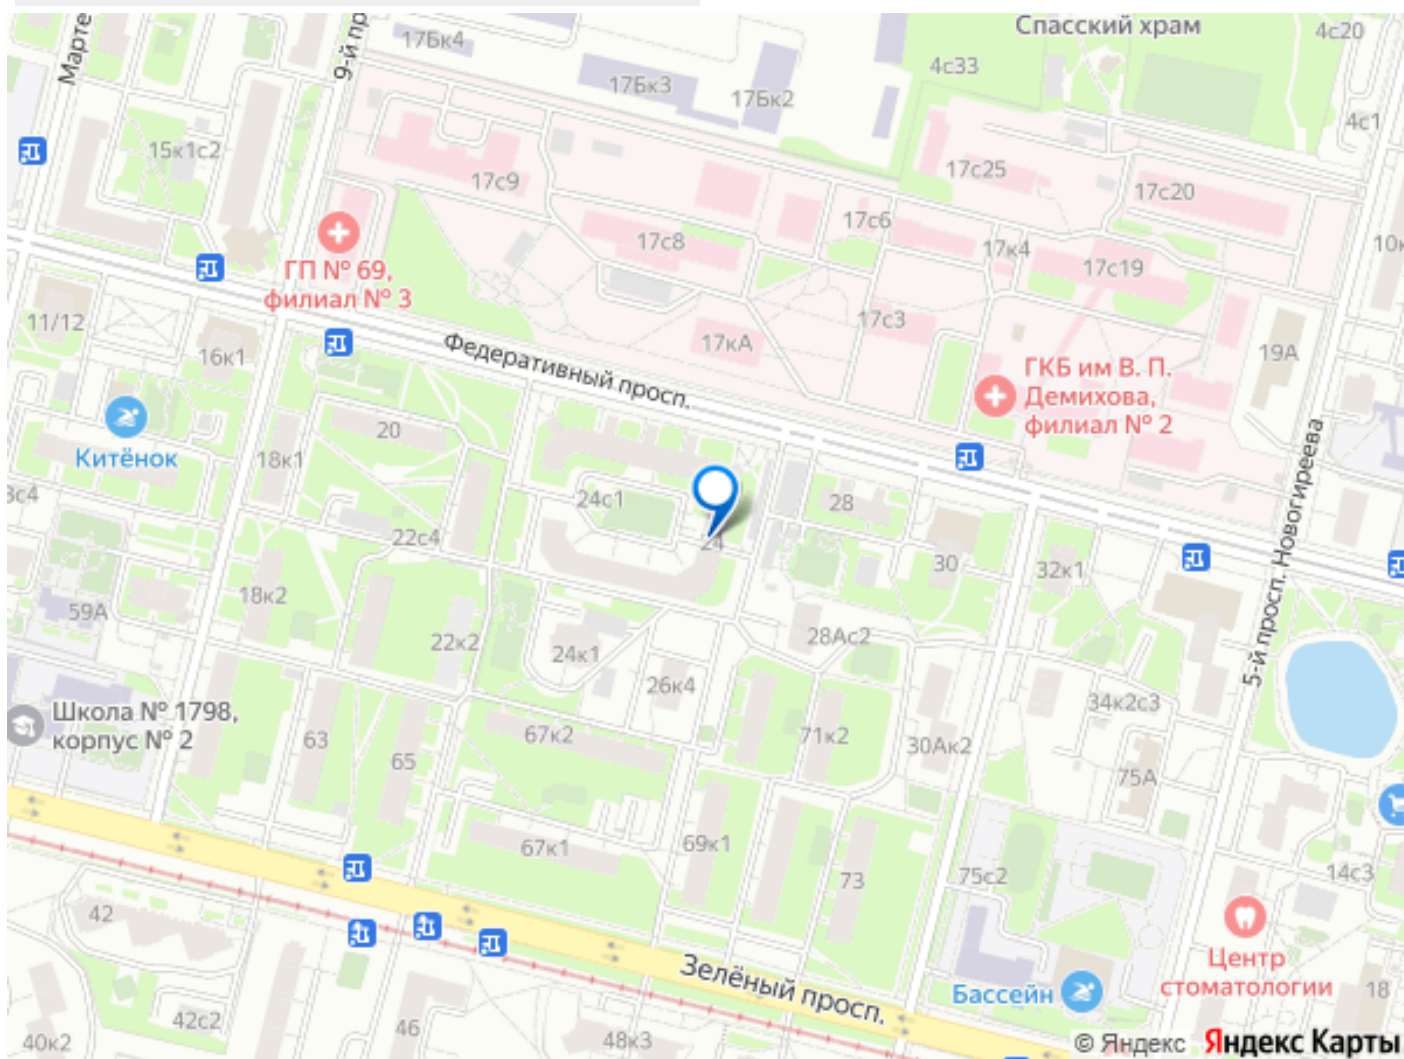 Марте
9-й пр
17Бк4
17Бк3
17Бк2
Спасский храм
4с20
4с33
4с1
15к1с2
17с9
17с25
17с20
17с6
17с8
17к4
17с19
10к
ГП № 69,
филиал № 3
11/12
16к1
Федеративный просп.
17кА
17с3
19А
ГКБ им В. П.
Демихова,
филиал № 2
Китёнок
20
18к1
3с4
24с1
28
22с4
24
30
32к1
5-й просп. Новогиреева
59А
18к2
22к2
24к1
28Ас2
26к4
34к2с3
Школа № 1798,
корпус № 2
63
65
67к2
71к2
30Ак2
75А
67к1
69к1
73
75с2
14с3
42
Зелёный просп.
Центр
стоматологии
Бассейн
18
42с2
40к2
46
48к3
© Яндекс Яндекс Карты